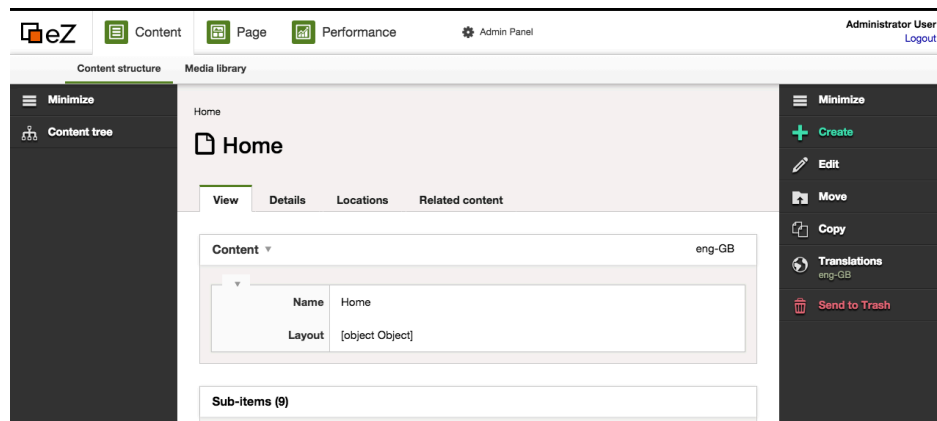 eZ Content Page Performance Admin Panel Administrator User
Logout
Content structure Media library
Minimize
Content tree
Home
Home
View Details Locations Related content
Content eng-GB
Name Home
Layout [object Object]
Sub-items (9)
Minimize
Create
Edit
Move
Copy
Translations
eng-GB
Send to Trash